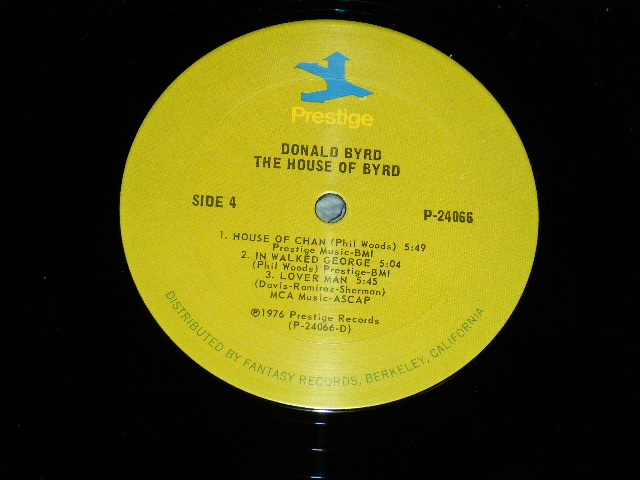 Prestige
DONALD BYRD
THE HOUSE OF BYRD
SIDE 4
P-24066
1. HOUSE OF CHAN (Phil Woods) 5:49
Prestige Music-BMI
2. IN WALKED GEORGE 5:04
(Phil Woods) Prestige-BMI
3. LOVER MAN 5:45
(Davis-Ramirez-Sherman)
MCA Music-ASCAP
℗1976 Prestige Records
(P-24066-D)
DISTRIBUTED BY FANTASY RECORDS, BERKELEY, CALIFORNIA